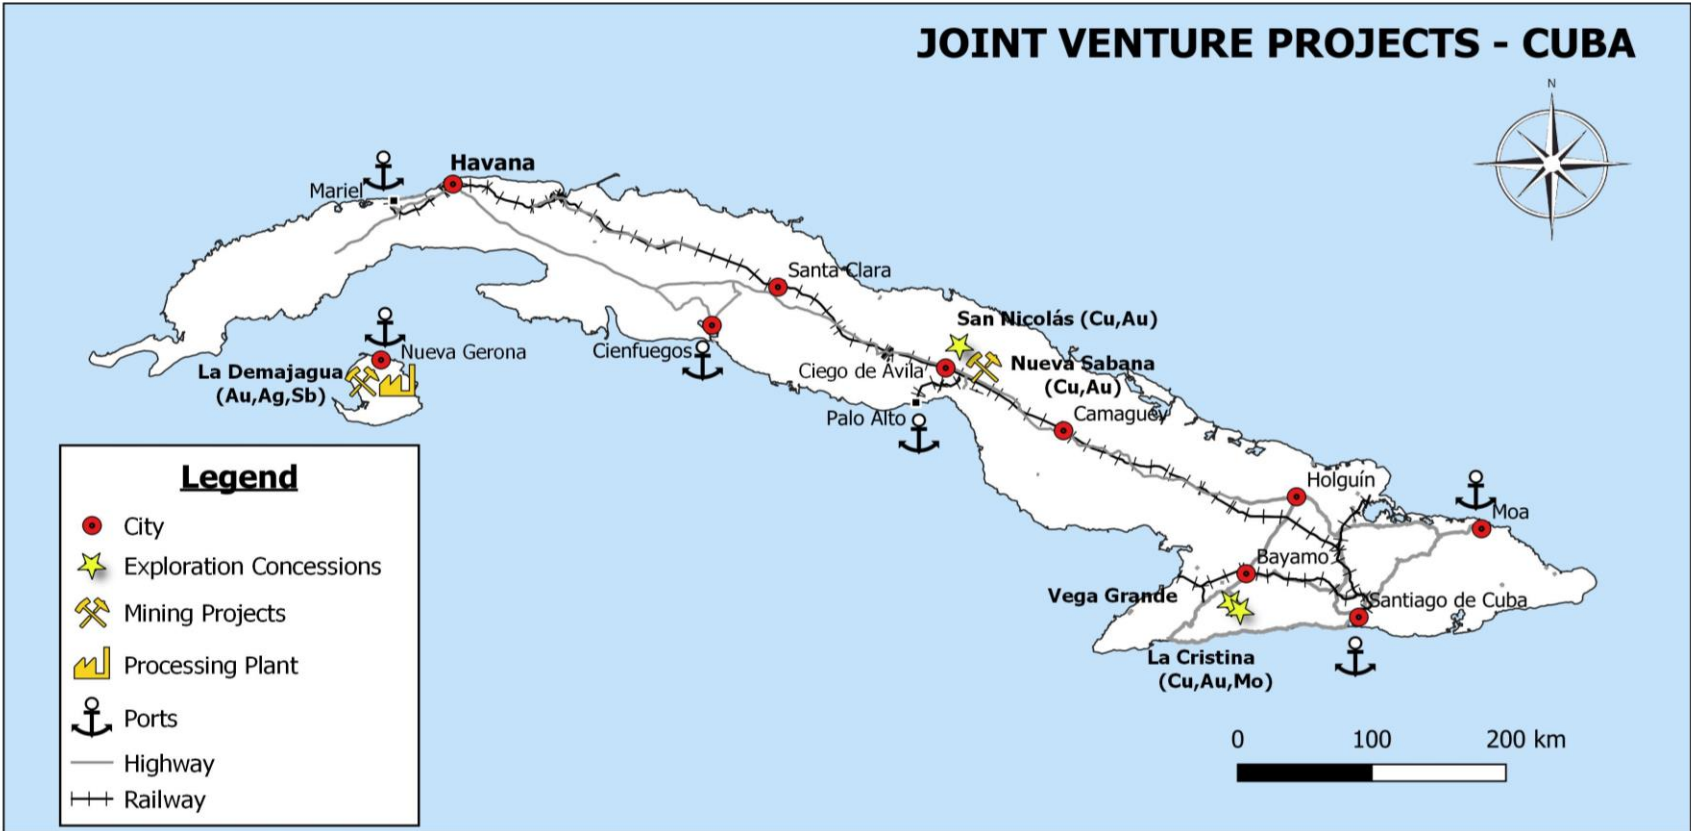 JOINT VENTURE PROJECTS - CUBA
N
Havana
Mariel
Santa Clara
San Nicolás (Cu,Au)
Nueva Gerona
Cienfuegos
Nueva Sabana
(Cu,Au)
Ciego de Ávila
La Demajagua
(Au,Ag,Sb)
Palo Alto
Camaguey
Holguín
Moa
Bayamo
Vega Grande
Santiago de Cuba
La Cristina
(Cu,Au,Mo)
Legend
City
Exploration Concessions
Mining Projects
Processing Plant
Ports
Highway
Railway
0 100 200 km